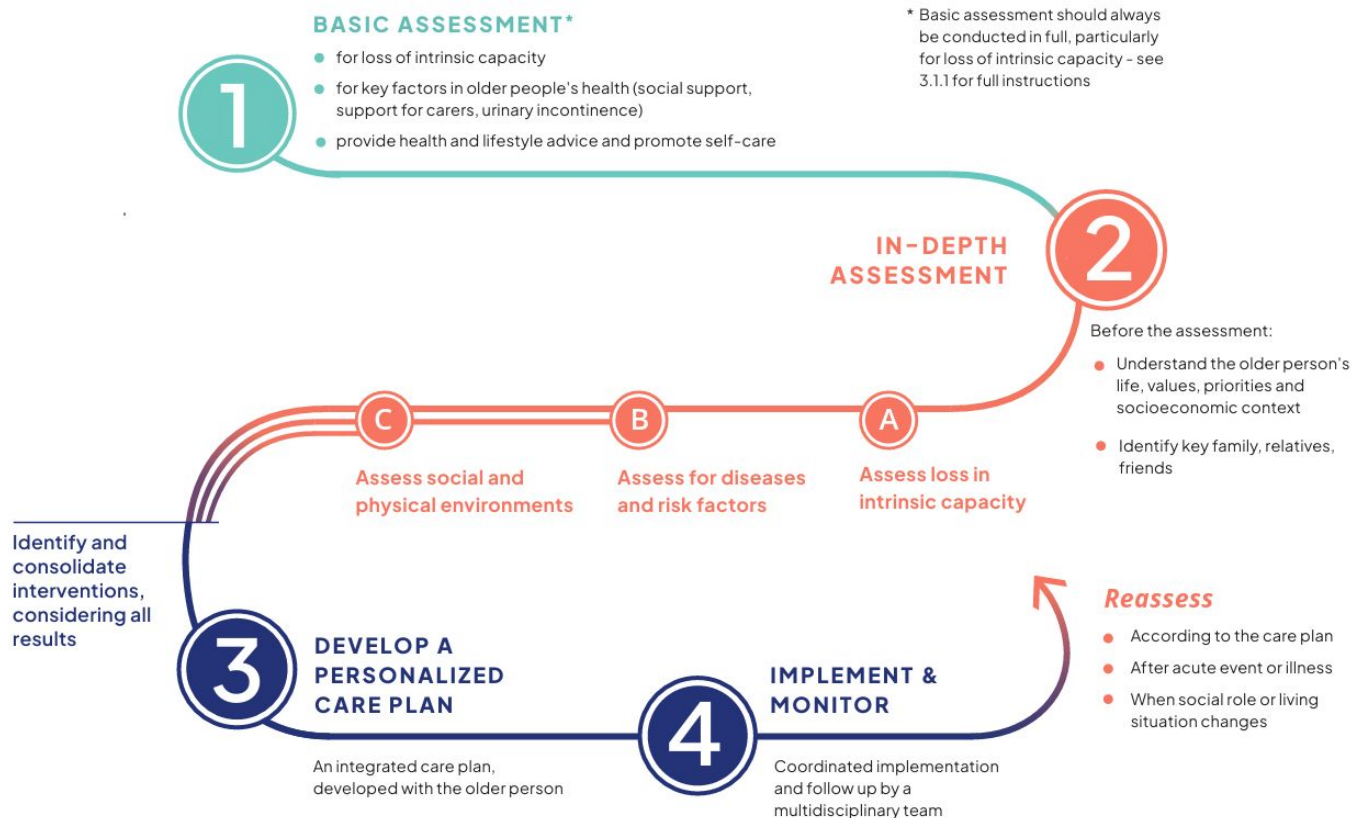 BASIC ASSESSMENT*
for loss of intrinsic capacity
for key factors in older people's health (social support,
support for carers, urinary incontinence)
provide health and lifestyle advice and promote self-care
1
* Basic assessment should always
be conducted in full, particularly
for loss of intrinsic capacity - see
3.1.1 for full instructions
2
IN-DEPTH
ASSESSMENT
Before the assessment:
Understand the older person's
life, values, priorities and
socioeconomic context
Identify key family, relatives,
friends
A
Assess loss in
intrinsic capacity
B
Assess for diseases
and risk factors
C
Assess social and
physical environments
Identify and
consolidate
interventions,
considering all
results
3
DEVELOP A
PERSONALIZED
CARE PLAN
An integrated care plan,
developed with the older person
4
IMPLEMENT &
MONITOR
Coordinated implementation
and follow up by a
multidisciplinary team
Reassess
According to the care plan
After acute event or illness
When social role or living
situation changes